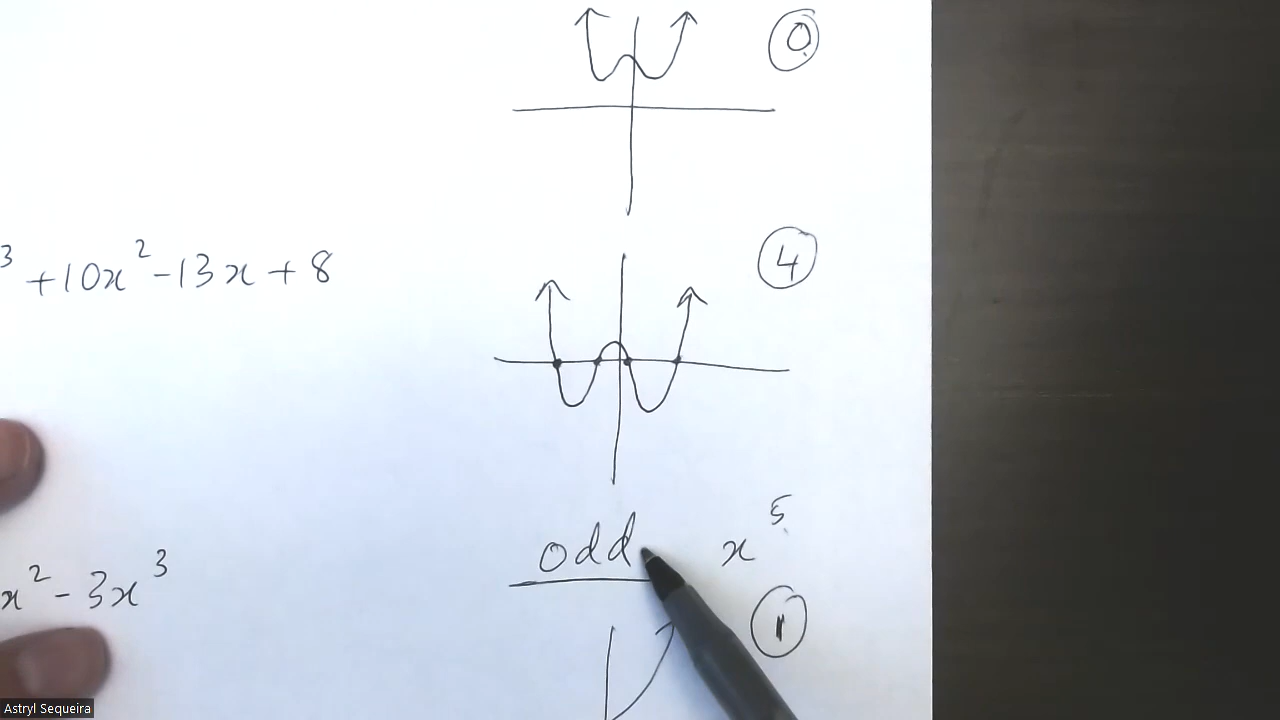 0
4
³ +10x² -13x + 8
odd x⁵
x² - 3x³
1
Astryl Sequeira